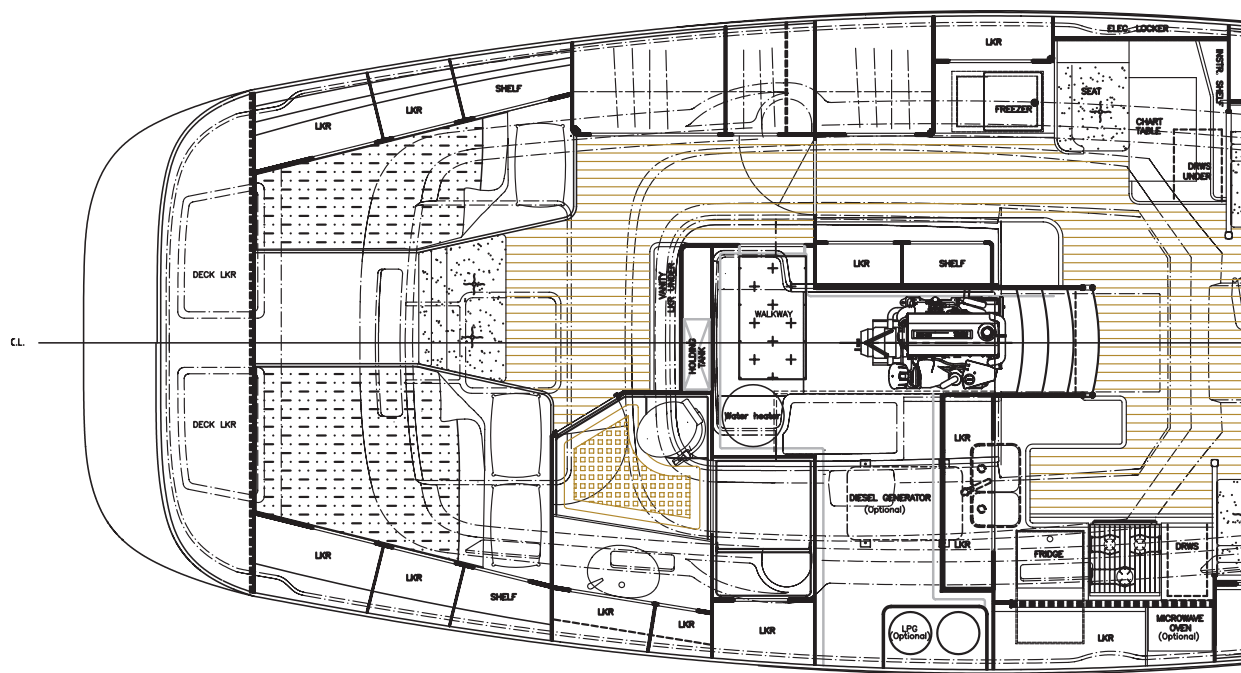 ELEC. LOCKER
LKR
INSTR. SHELF
SHELF
SEAT
LKR
FREEZER
LKR
CHART
TABLE
DRWS
UNDER
LKR
SHELF
DECK LKR
VANITY
LKR UNDER
WALKWAY
C.L.
HOLDING
TANK
Water heater
DECK LKR
LKR
DIESEL GENERATOR
(Optional)
LKR
FRIDGE
DRWS
LKR
LKR
SHELF
LKR
LKR
LKR
LPG
(Optional)
LKR
MICROWAVE
OVEN
(Optional)